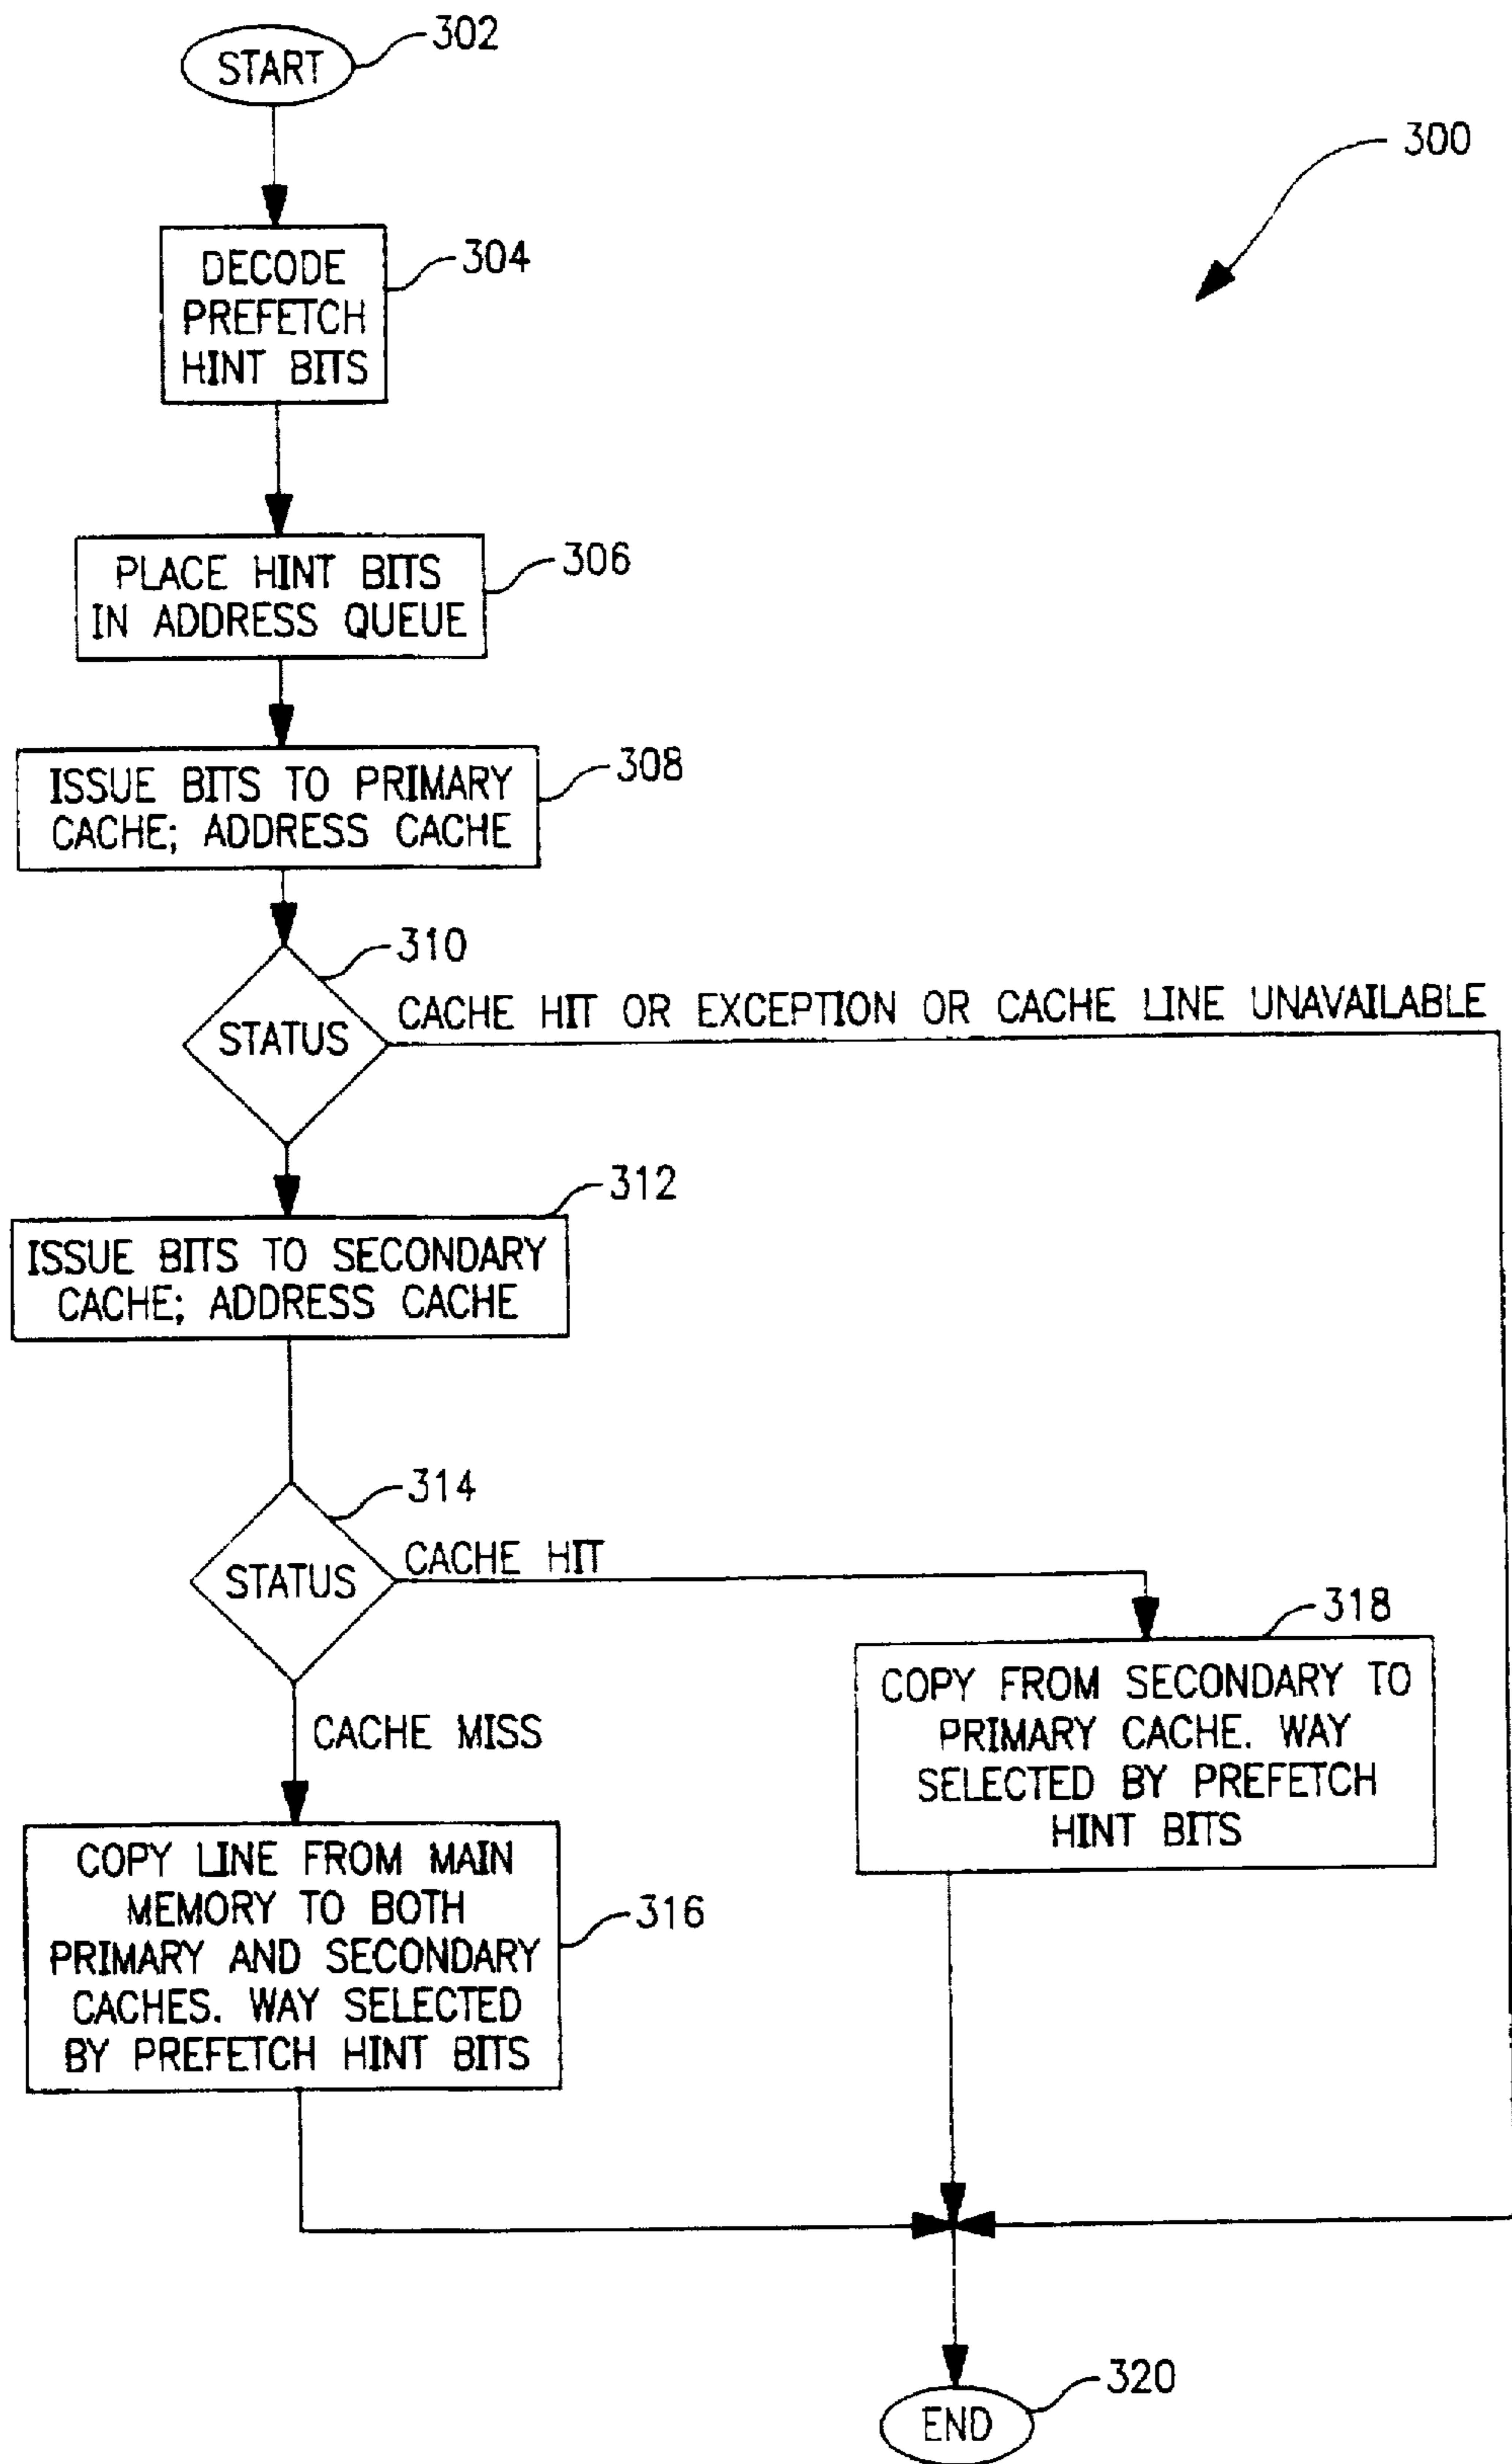 302
START
300
304
DECODE
PREFETCH
HINT BITS
306
PLACE HINT BITS
IN ADDRESS QUEUE
308
ISSUE BITS TO PRIMARY
CACHE; ADDRESS CACHE
310
STATUS
CACHE HIT OR EXCEPTION OR CACHE LINE UNAVAILABLE
312
ISSUE BITS TO SECONDARY
CACHE; ADDRESS CACHE
314
STATUS
CACHE HIT
318
COPY FROM SECONDARY TO
PRIMARY CACHE. WAY
SELECTED BY PREFETCH
HINT BITS
CACHE MISS
316
COPY LINE FROM MAIN
MEMORY TO BOTH
PRIMARY AND SECONDARY
CACHES. WAY SELECTED
BY PREFETCH HINT BITS
320
END